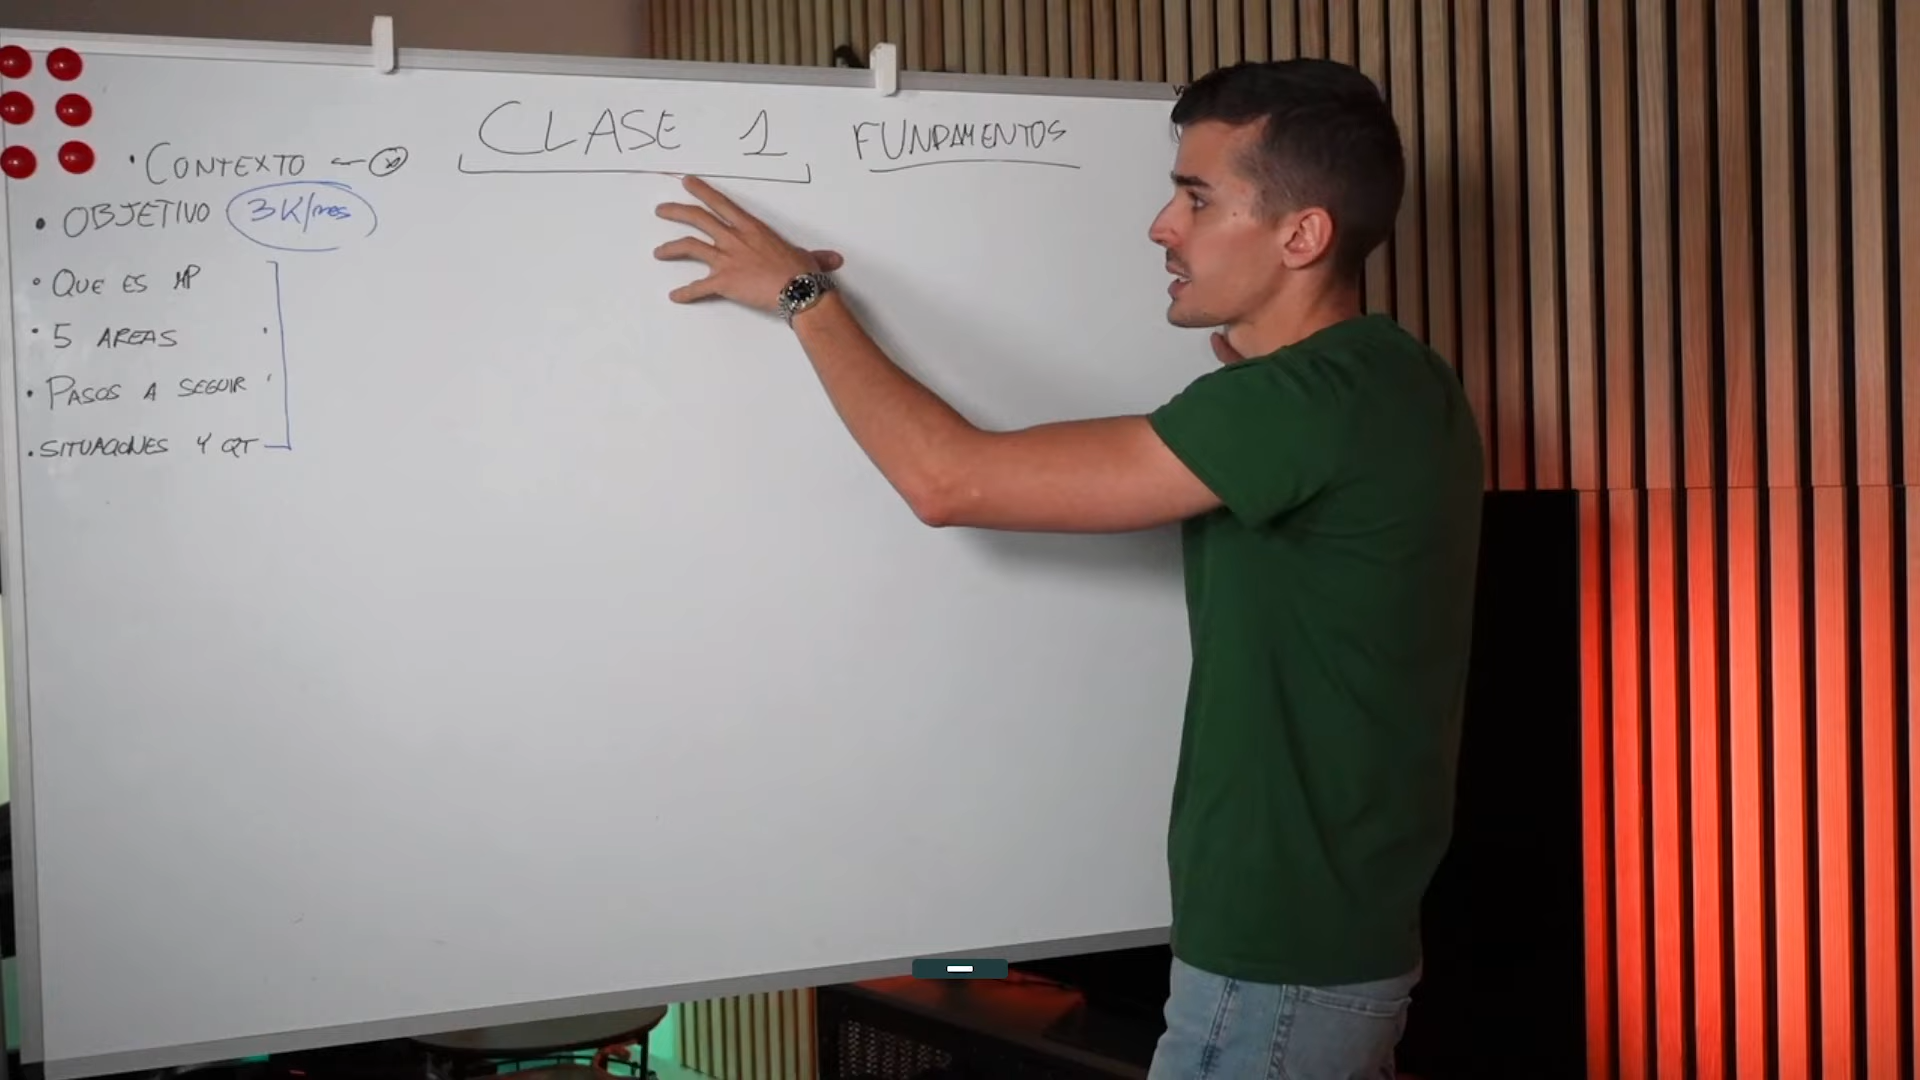 CLASE 1 FUNDAMENTOS
• CONTEXTO ←
• OBJETIVO 3K/mes
• QUE ES MP
• 5 AREAS
• PASOS A SEGUIR
• SITUACIONES Y QT